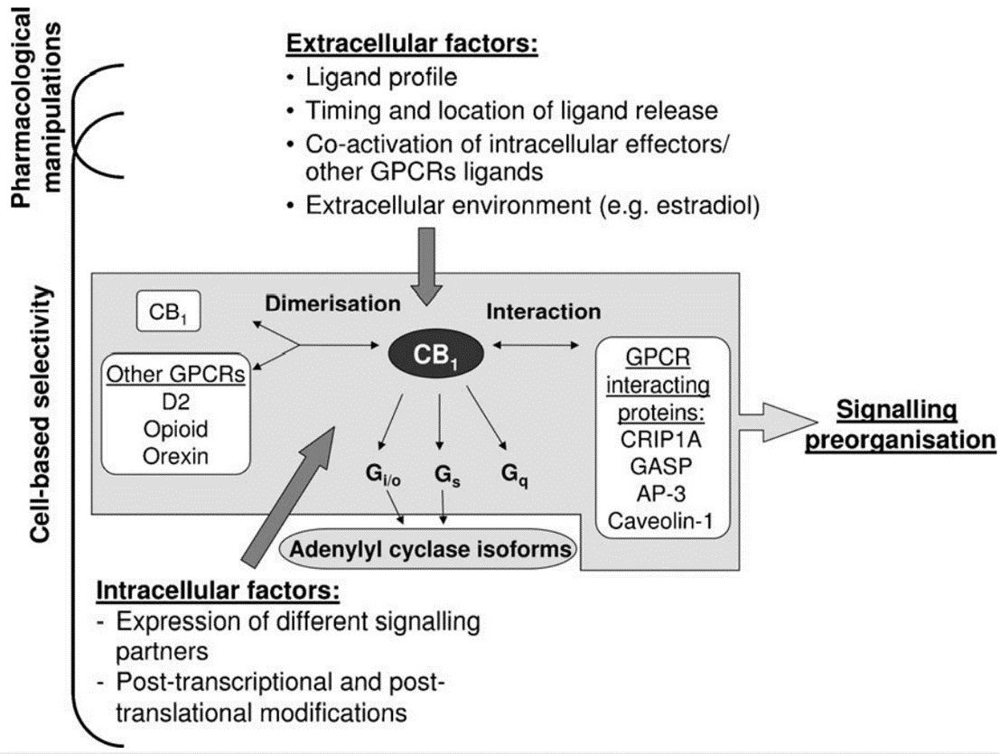 Pharmacological
manipulations
Cell-based selectivity
Extracellular factors:
• Ligand profile
• Timing and location of ligand release
• Co-activation of intracellular effectors/
other GPCRs ligands
• Extracellular environment (e.g. estradiol)
CB1
Dimerisation
Interaction
CB1
Other GPCRs
D2
Opioid
Orexin
GPCR
interacting
proteins:
CRIP1A
GASP
AP-3
Caveolin-1
Signalling
preorganisation
Gi/o
Gs
Gq
Adenylyl cyclase isoforms
Intracellular factors:
- Expression of different signalling
partners
- Post-transcriptional and post-
translational modifications